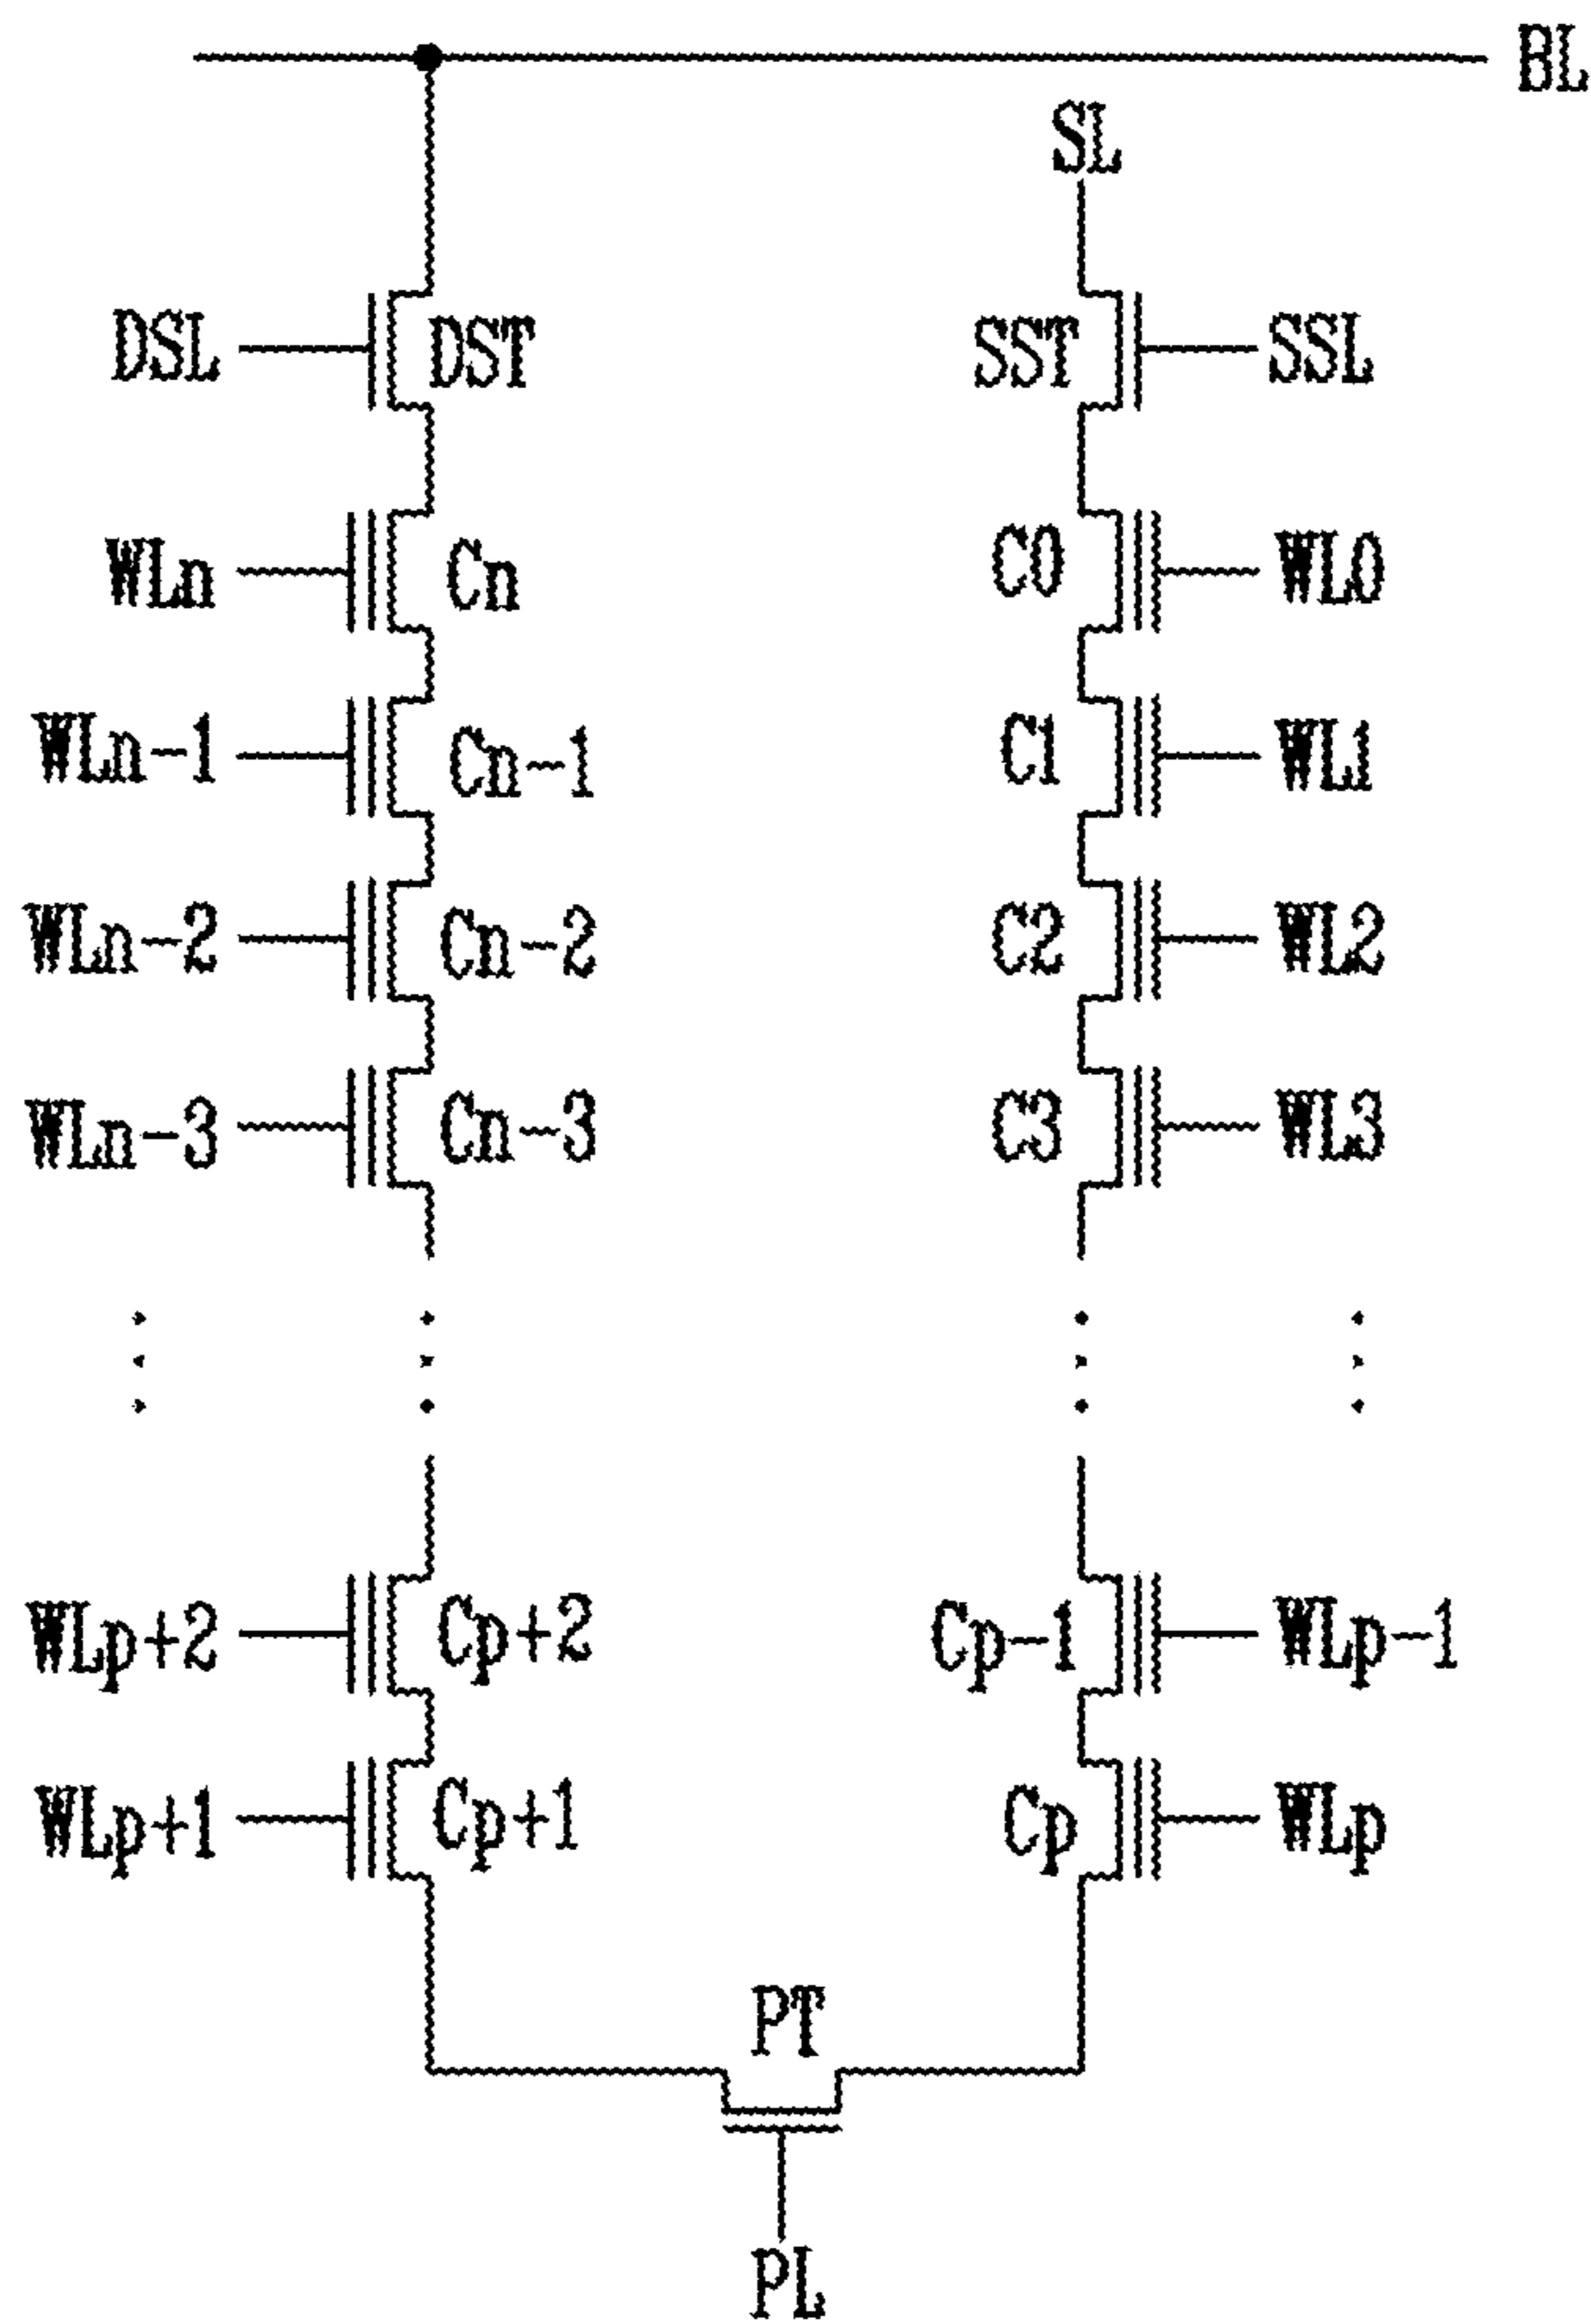 BL
SL
DSL DST SST SSL
WLn Cn C0 WL0
WLn-1 Cn-1 C1 WL1
WLn-2 Cn-2 C2 WL2
WLn-3 Cn-3 C3 WL3
WLp+2 Cp+2 Cp-1 WLp-1
WLp+1 Cp+1 Cp WLp
PT
PL